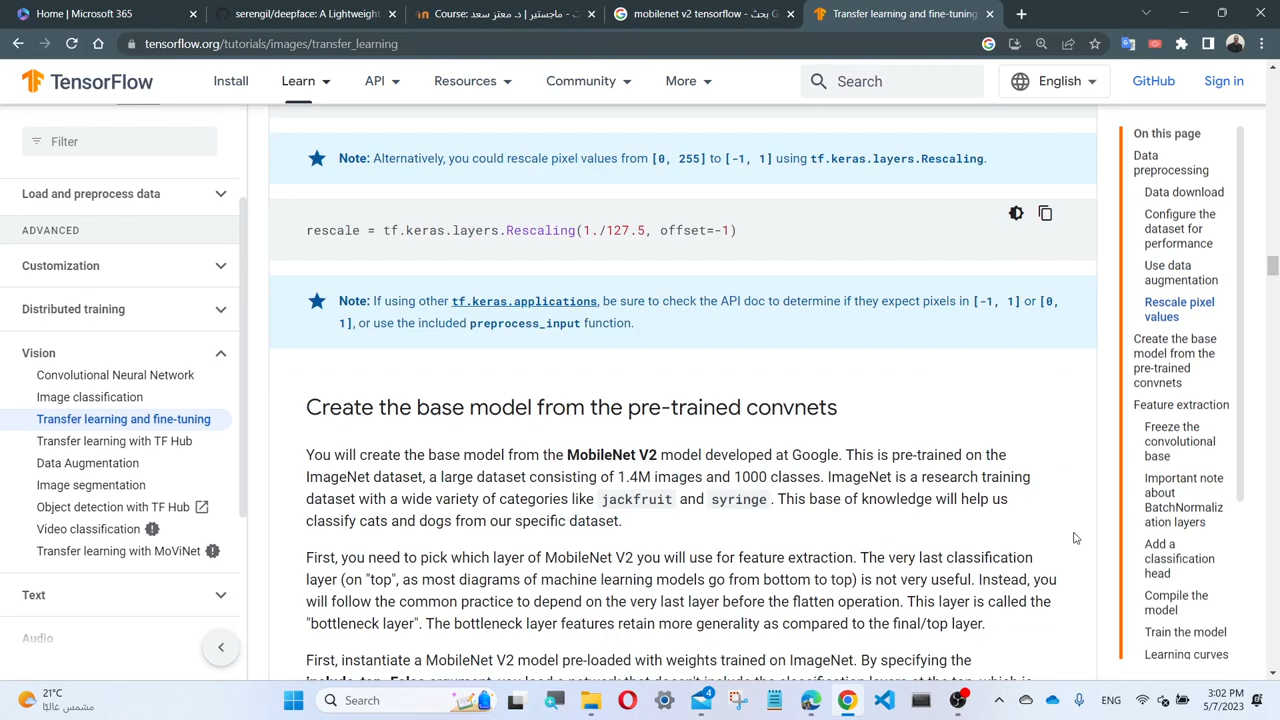 Home | Microsoft 365
serengil/deepface: A Lightweight
Course: ماجستير | د. معتز سعد
mobilenet v2 tensorflow - بحث G
Transfer learning and fine-tuning
tensorflow.org/tutorials/images/transfer_learning
TensorFlow
Install
Learn
API
Resources
Community
More
Search
English
GitHub
Sign in
Filter
Load and preprocess data
ADVANCED
Customization
Distributed training
Vision
Convolutional Neural Network
Image classification
Transfer learning and fine-tuning
Transfer learning with TF Hub
Data Augmentation
Image segmentation
Object detection with TF Hub
Video classification
Transfer learning with MoViNet
Text
Audio
Note: Alternatively, you could rescale pixel values from [0, 255] to [-1, 1] using tf.keras.layers.Rescaling.
rescale = tf.keras.layers.Rescaling(1./127.5, offset=-1)
Note: If using other tf.keras.applications, be sure to check the API doc to determine if they expect pixels in [-1, 1] or [0,
1], or use the included preprocess_input function.
Create the base model from the pre-trained convnets
You will create the base model from the MobileNet V2 model developed at Google. This is pre-trained on the
ImageNet dataset, a large dataset consisting of 1.4M images and 1000 classes. ImageNet is a research training
dataset with a wide variety of categories like jackfruit and syringe. This base of knowledge will help us
classify cats and dogs from our specific dataset.
First, you need to pick which layer of MobileNet V2 you will use for feature extraction. The very last classification
layer (on "top", as most diagrams of machine learning models go from bottom to top) is not very useful. Instead, you
will follow the common practice to depend on the very last layer before the flatten operation. This layer is called the
"bottleneck layer". The bottleneck layer features retain more generality as compared to the final/top layer.
First, instantiate a MobileNet V2 model pre-loaded with weights trained on ImageNet. By specifying the
On this page
Data
preprocessing
Data download
Configure the
dataset for
performance
Use data
augmentation
Rescale pixel
values
Create the base
model from the
pre-trained
convnets
Feature extraction
Freeze the
convolutional
base
Important note
about
BatchNormaliz
ation layers
Add a
classification
head
Compile the
model
Train the model
Learning curves
21°C
مشمس غالبًا
Search
4
ENG
3:02 PM
5/7/2023